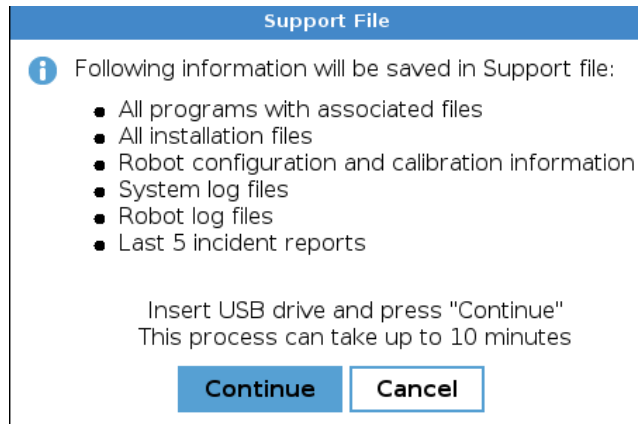 Support File
Following information will be saved in Support file:
All programs with associated files
All installation files
Robot configuration and calibration information
System log files
Robot log files
Last 5 incident reports
Insert USB drive and press "Continue"
This process can take up to 10 minutes
Continue Cancel